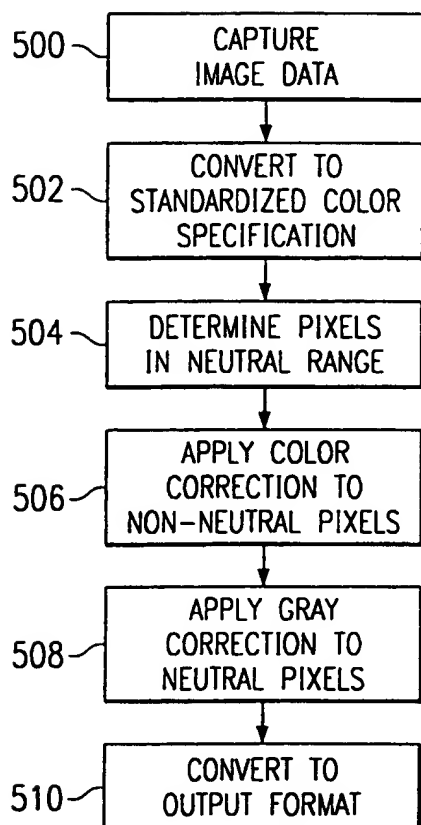 500
CAPTURE
IMAGE DATA
502
CONVERT TO
STANDARDIZED COLOR
SPECIFICATION
504
DETERMINE PIXELS
IN NEUTRAL RANGE
506
APPLY COLOR
CORRECTION TO
NON-NEUTRAL PIXELS
508
APPLY GRAY
CORRECTION TO
NEUTRAL PIXELS
510
CONVERT TO
OUTPUT FORMAT